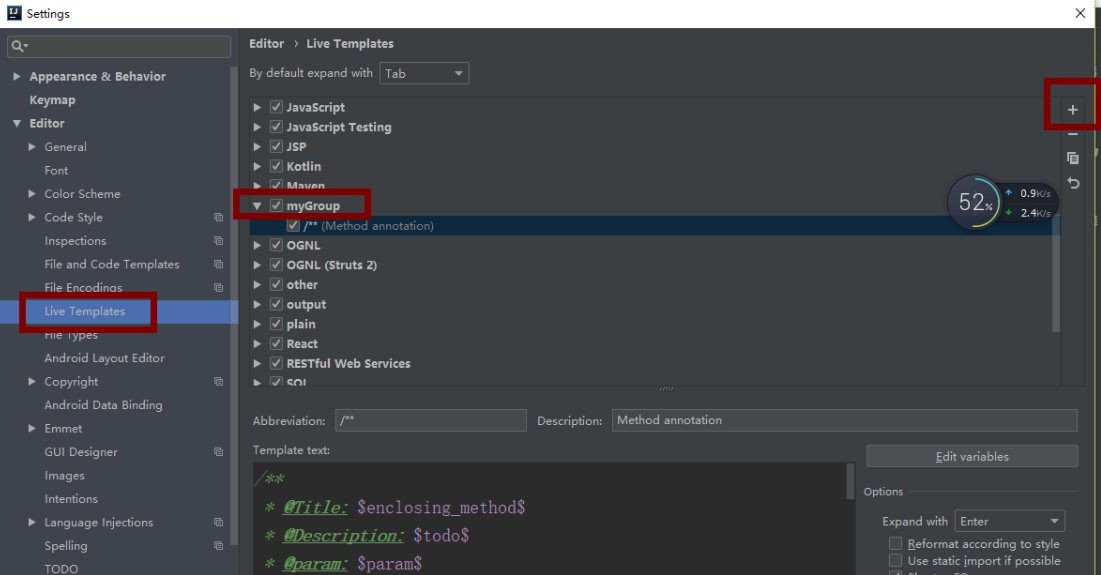 Settings
Editor › Live Templates
By default expand with Tab
Appearance & Behavior
Keymap
Editor
General
Font
Color Scheme
Code Style
Inspections
File and Code Templates
File Encodings
Live Templates
File Types
Android Layout Editor
Copyright
Android Data Binding
Emmet
GUI Designer
Images
Intentions
Language Injections
Spelling
TODO
JavaScript
JavaScript Testing
JSP
Kotlin
Maven
myGroup
/** (Method annotation)
OGNL
OGNL (Struts 2)
other
output
plain
React
RESTful Web Services
SQL
52%
0.9K/s
2.4K/s
Abbreviation: /** Description: Method annotation
Template text:
/**
* @Title: $enclosing_method$
* @Description: $todo$
* @param: $param$
Edit variables
Options
Expand with Enter
Reformat according to style
Use static import if possible